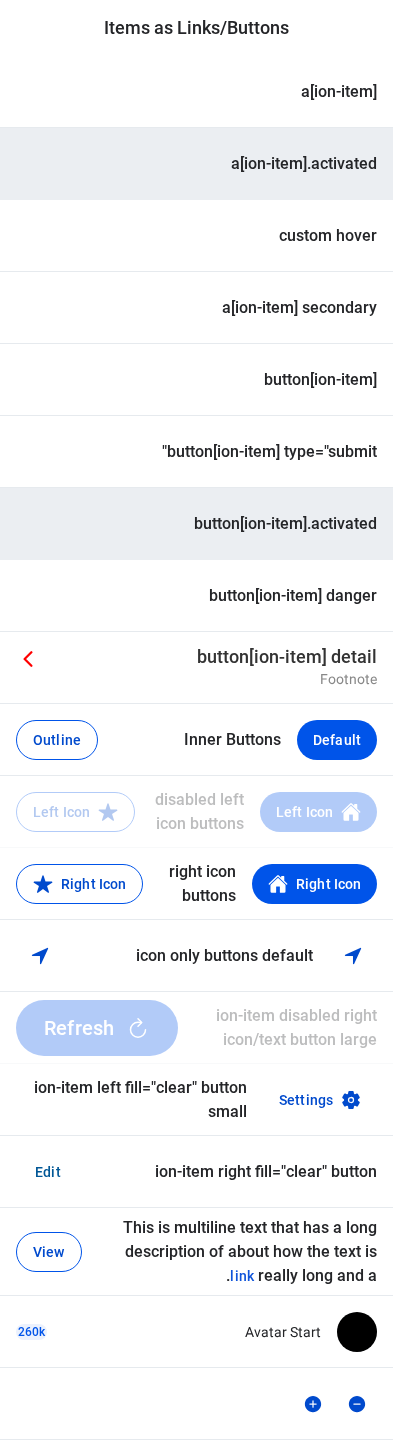 Items as Links/Buttons
a[ion-item]
a[ion-item].activated
custom hover
a[ion-item] secondary
button[ion-item]
"button[ion-item] type="submit
button[ion-item].activated
button[ion-item] danger
button[ion-item] detail
Footnote
Default
Inner Buttons
Outline
Left Icon
disabled left
icon buttons
Left Icon
Right Icon
right icon
buttons
Right Icon
icon only buttons default
ion-item disabled right
icon/text button large
Refresh
Settings
ion-item left fill="clear" button
small
ion-item right fill="clear" button
Edit
This is multiline text that has a long
description of about how the text is
.link really long and a
View
Avatar Start
260k